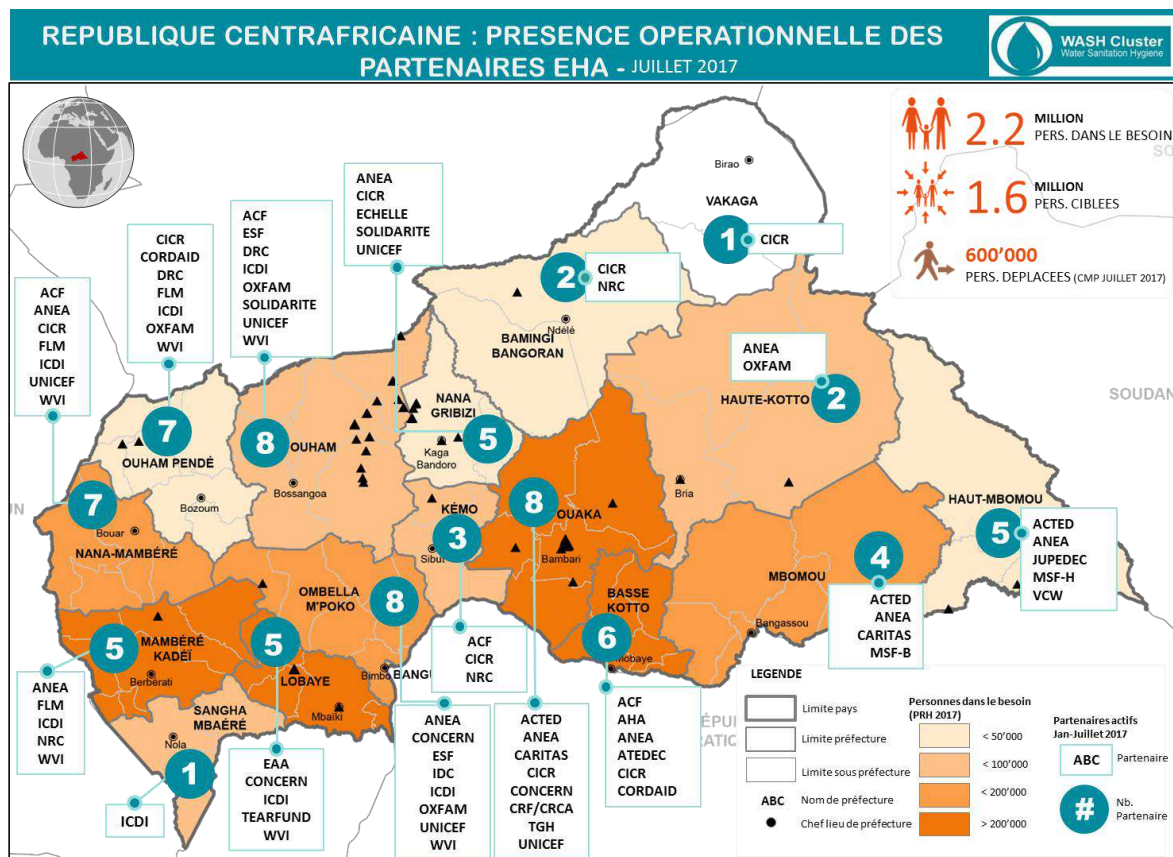 REPUBLIQUE CENTRAFRICAINE : PRESENCE OPERATIONNELLE DES
PARTENAIRES EHA - JUILLET 2017
WASH Cluster
Water Sanitation Hygiene
2.2 MILLION
PERS. DANS LE BESOIN
1.6 MILLION
PERS. CIBLEES
600'000
PERS. DEPLACEES (CMP JUILLET 2017)
Birao
VAKAGA
1
CICR
ANEA
CICR
ECHELLE
SOLIDARITE
UNICEF
ACF
ESF
DRC
ICDI
OXFAM
SOLIDARITE
UNICEF
WVI
CICR
CORDAID
DRC
FLM
ICDI
OXFAM
WVI
ACF
ANEA
CICR
FLM
ICDI
UNICEF
WVI
2
CICR
NRC
Ndélé
BAMINGI
BANGORAN
ANEA
OXFAM
HAUTE-KOTTO
2
SOUDAN
NANA
GRIBIZI
5
Kaga
Bandoro
7
OUHAM PENDÉ
8
OUHAM
Bossangoa
Bozoum
7
Bouar
NANA-MAMBÉRÉ
KÉMO
3
Sibut
8
OUAKA
Bambari
Bria
HAUT-MBOMOU
5
ACTED
ANEA
JUPEDEC
MSF-H
VCW
4
MBOMOU
Bangassou
ACTED
ANEA
CARITAS
MSF-B
BASSE
KOTTO
6
Mobaye
OMBELLA
M'POKO
8
Bimbo
BANGU
MAMBÉRÉ
KADÉÏ
5
Berbérati
5
LOBAYE
Mbaïki
SANGHA
MBAÉRÉ
Nola
1
ICDI
ANEA
FLM
ICDI
NRC
WVI
EAA
CONCERN
ICDI
TEARFUND
WVI
ANEA
CONCERN
ESF
IDC
ICDI
OXFAM
UNICEF
WVI
ACF
CICR
NRC
ACTED
ANEA
CARITAS
CICR
CONCERN
CRF/CRCA
TGH
UNICEF
ACF
AHA
ANEA
ATEDEC
CICR
CORDAID
LEGENDE
Limite pays
Limite préfecture
Limite sous préfecture
ABC Nom de préfecture
Chef lieu de préfecture
Personnes dans le besoin
(PRH 2017)
< 50'000
< 100'000
< 200'000
> 200'000
Partenaires actifs
Jan-Juillet 2017
ABC Partenaire
# Nb.
Partenaire